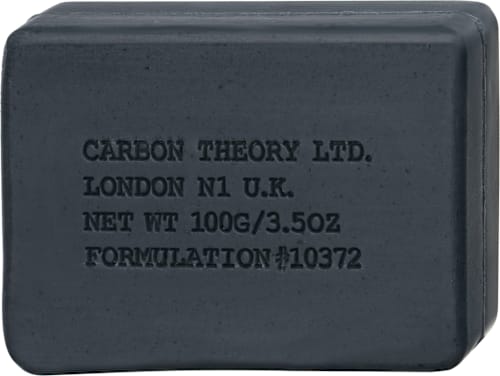 CARBON THEORY LTD.
LONDON N1 U.K.
NET WT 100G/3.5OZ
FORMULATION#10372